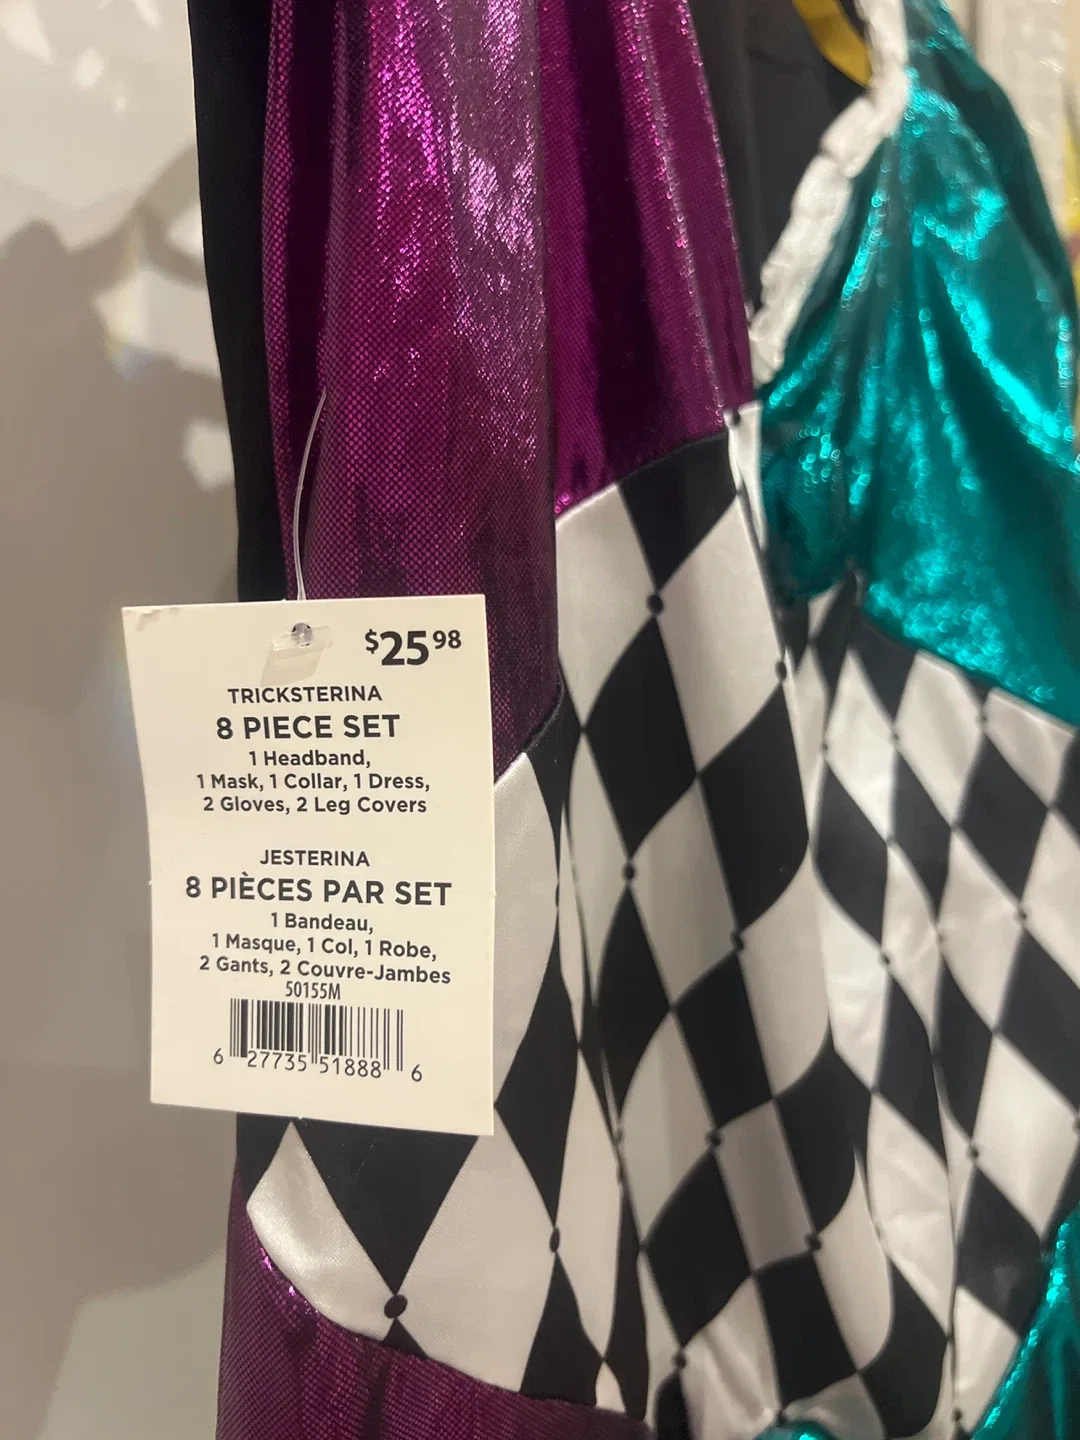 $25.98
TRICKSTERINA
8 PIECE SET
1 Headband,
1 Mask, 1 Collar, 1 Dress,
2 Gloves, 2 Leg Covers
JESTERINA
8 PIÈCES PAR SET
1 Bandeau,
1 Masque, 1 Col, 1 Robe,
2 Gants, 2 Couvre-Jambes
50155M
6 27735 51888 6